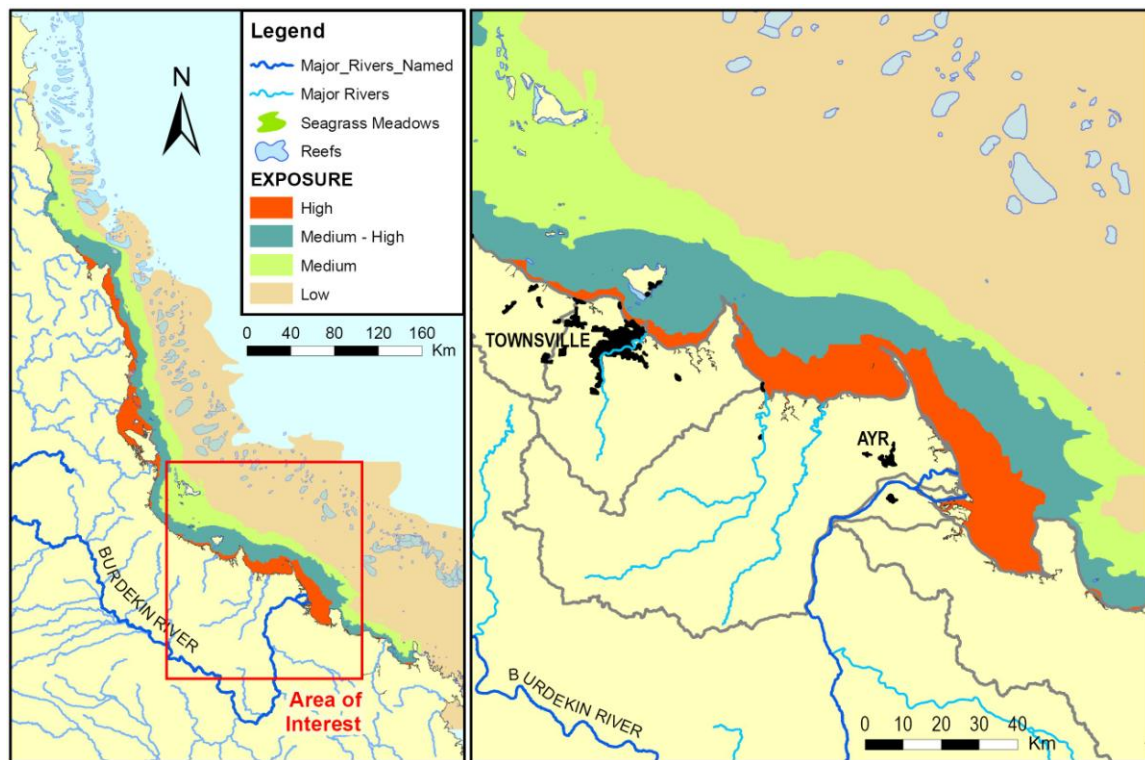 N
Legend
Major_Rivers_Named
Major Rivers
Seagrass Meadows
Reefs
EXPOSURE
High
Medium - High
Medium
Low
0 40 80 120 160
Km
BURDEKIN RIVER
Area of
Interest
TOWNSVILLE
AYR
BURDEKIN RIVER
0 10 20 30 40
Km